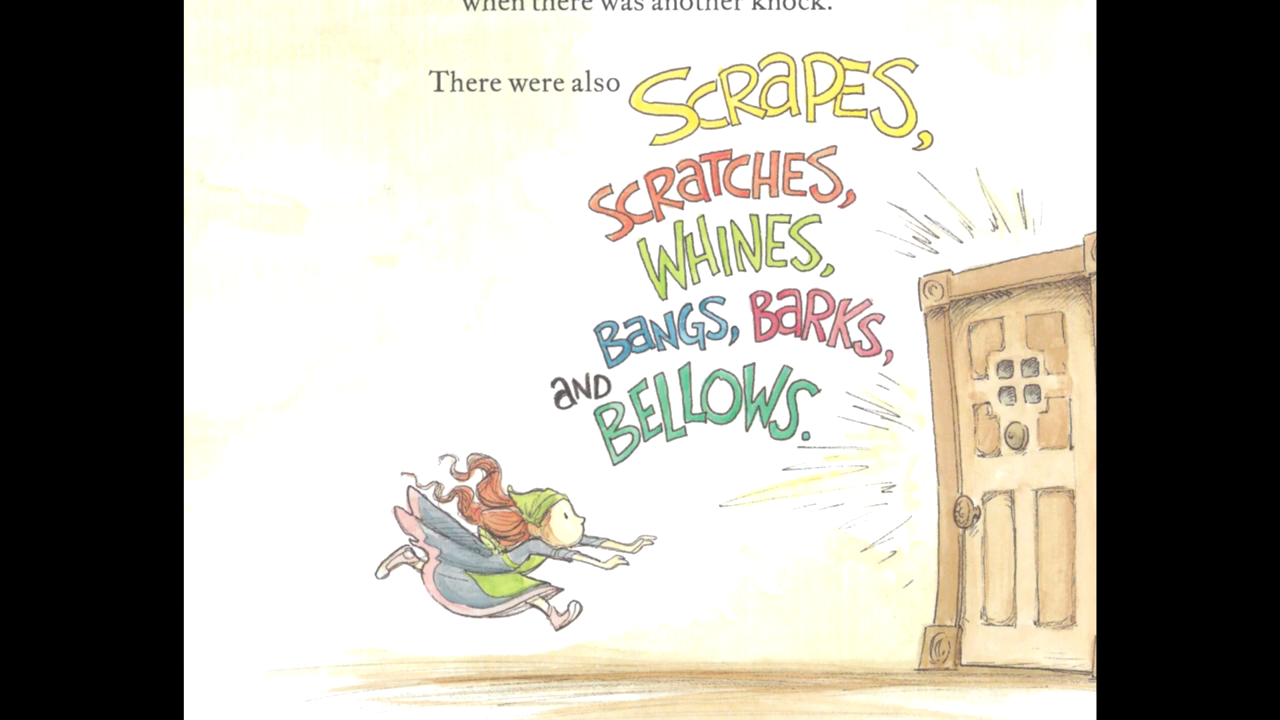 when there was another knock.
There were also SCRAPES,
SCRATCHES,
WHINES,
BANGS, BARKS,
AND BELLOWS.